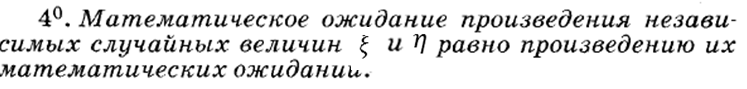 4⁰. Математическое ожидание произведения незави-
симых случайных величин ξ и η равно произведению их
математических ожиданий.